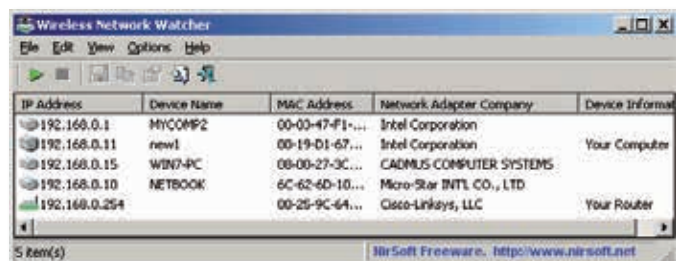 Wireless Network Watcher
File Edit View Options Help
IP Address Device Name MAC Address Network Adapter Company Device Informat
192.168.0.1 MYCOMP2 00-03-47-F1-... Intel Corporation
192.168.0.11 new1 00-19-D1-67... Intel Corporation Your Computer
192.168.0.15 WIN7-PC 08-00-27-3C... CADMUS COMPUTER SYSTEMS
192.168.0.10 NETBOOK 6C-62-6D-10... Micro-Star INT'L CO., LTD
192.168.0.254 00-25-9C-64... Cisco-Linksys, LLC Your Router
5 item(s) NirSoft Freeware. http://www.nirsoft.net